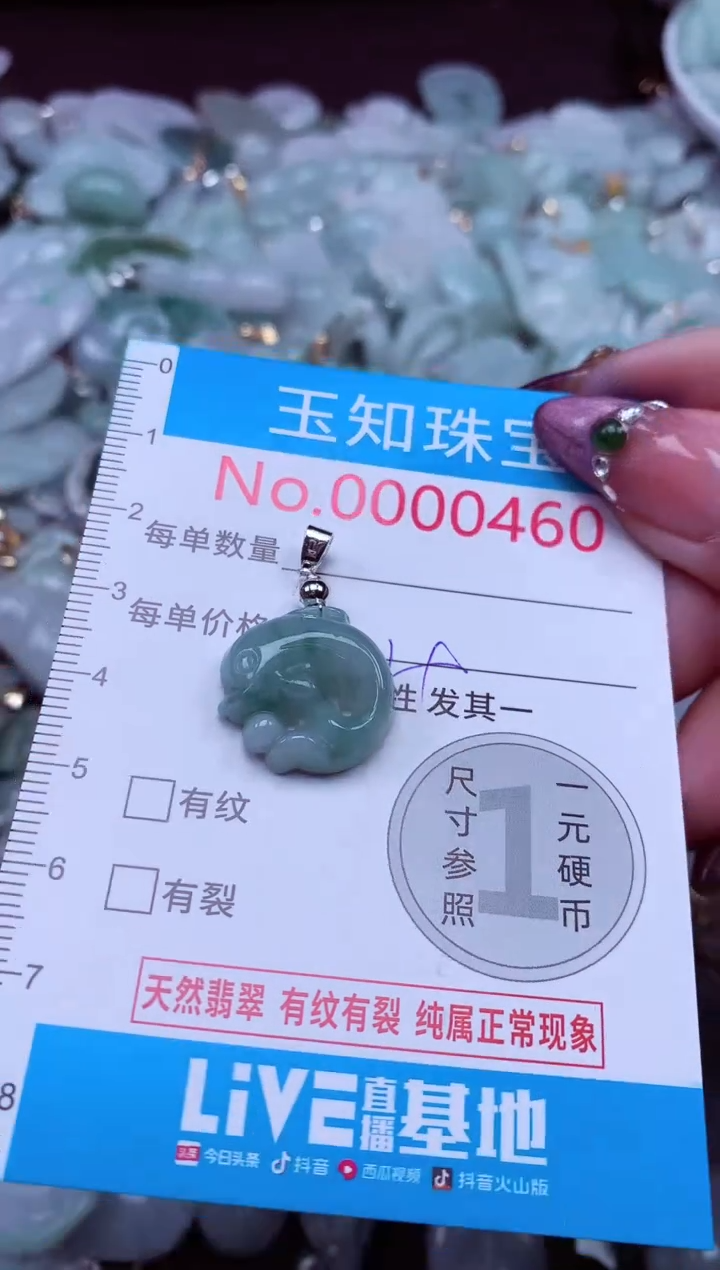 0
玉知珠宝
1
No.0000460
2
每单数量
3
每单价格
4
性 发其一
5
有纹
尺寸参照
1
一元硬币
6
有裂
7
天然翡翠 有纹有裂 纯属正常现象
8
LiVE直播基地
头条 今日头条 抖音 西瓜视频 抖音火山版